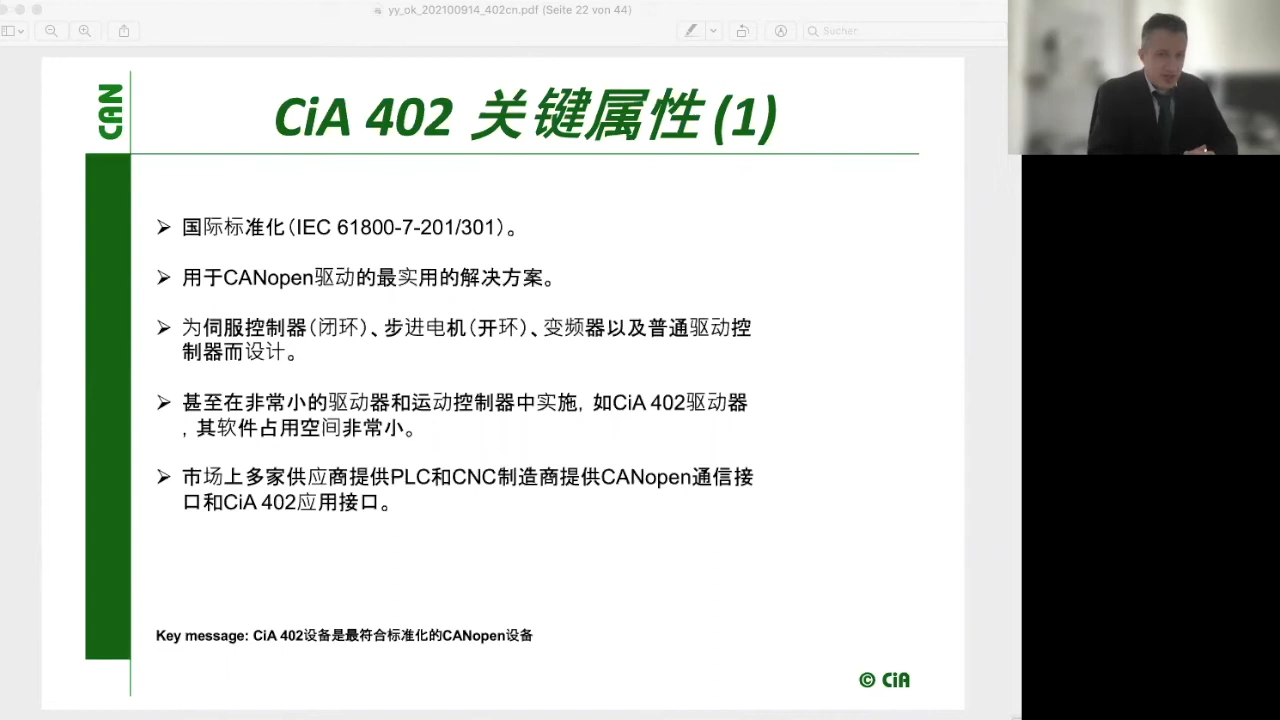 yy_ok_202100914_402cn.pdf (Seite 22 von 44)
Suchen
CAN
CiA 402 关键属性 (1)
➢ 国际标准化（IEC 61800-7-201/301）。
➢ 用于CANopen驱动的最实用的解决方案。
➢ 为伺服控制器（闭环）、步进电机（开环）、变频器以及普通驱动控
制器而设计。
➢ 甚至在非常小的驱动器和运动控制器中实施, 如CiA 402驱动器
, 其软件占用空间非常小。
➢ 市场上多家供应商提供PLC和CNC制造商提供CANopen通信接
口和CiA 402应用接口。
Key message: CiA 402设备是最符合标准化的CANopen设备
© CiA